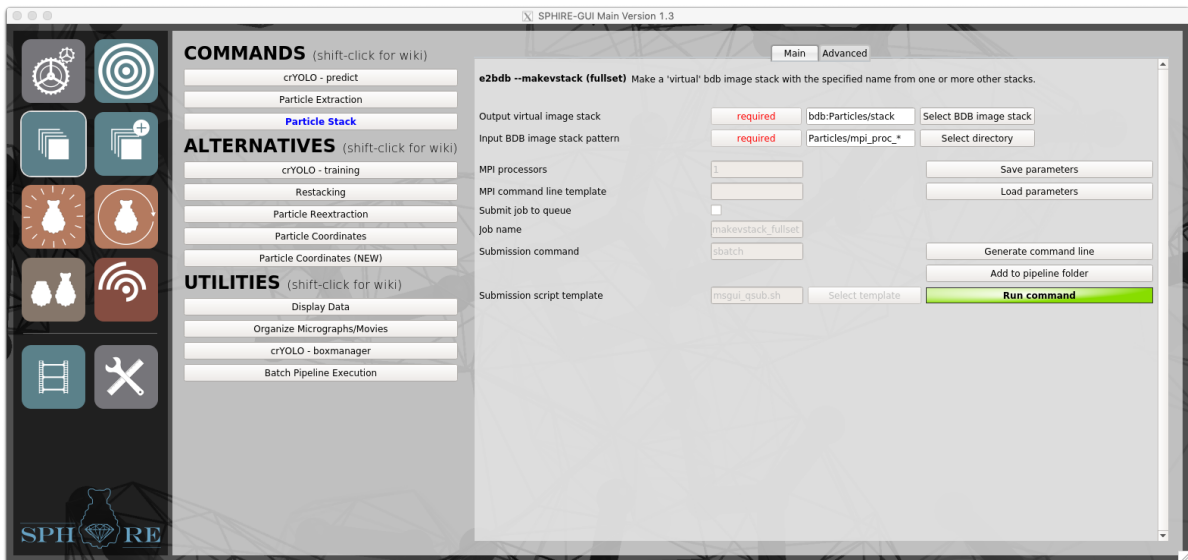 SPHIRE-GUI Main Version 1.3
COMMANDS (shift-click for wiki)
crYOLO - predict
Particle Extraction
Particle Stack
ALTERNATIVES (shift-click for wiki)
crYOLO - training
Restacking
Particle Reextraction
Particle Coordinates
Particle Coordinates (NEW)
UTILITIES (shift-click for wiki)
Display Data
Organize Micrographs/Movies
crYOLO - boxmanager
Batch Pipeline Execution
SPH RE
Main Advanced
e2bdb --makevstack (fullset) Make a 'virtual' bdb image stack with the specified name from one or more other stacks.
Output virtual image stack required bdb:Particles/stack Select BDB image stack
Input BDB image stack pattern required Particles/mpi_proc_* Select directory
MPI processors 1 Save parameters
MPI command line template Load parameters
Submit job to queue
Job name makevstack_fullset
Submission command sbatch Generate command line
Add to pipeline folder
Submission script template msgui_qsub.sh Select template Run command